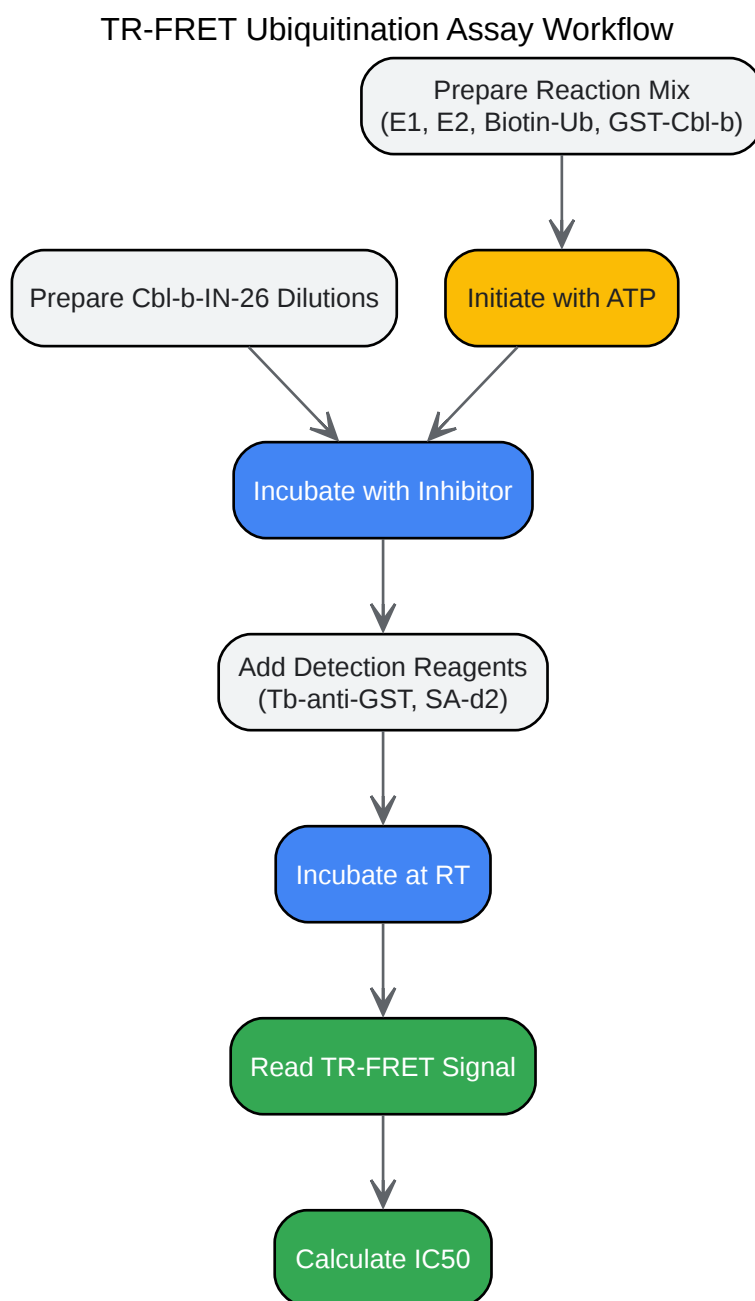 TR-FRET Ubiquitination Assay Workflow
Prepare Reaction Mix
(E1, E2, Biotin-Ub, GST-Cbl-b)
Prepare Cbl-b-IN-26 Dilutions
Initiate with ATP
Incubate with Inhibitor
Add Detection Reagents
(Tb-anti-GST, SA-d2)
Incubate at RT
Read TR-FRET Signal
Calculate IC50